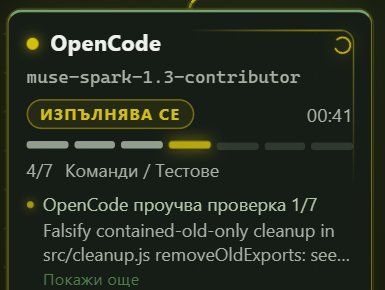 OpenCode
muse-spark-1.3-contributor
ИЗПЪЛНЯВА СЕ
00:41
4/7 Команди / Тестове
OpenCode проучва проверка 1/7
Falsify contained-old-only cleanup in
src/cleanup.js removeOldExports: see...
Покажи още